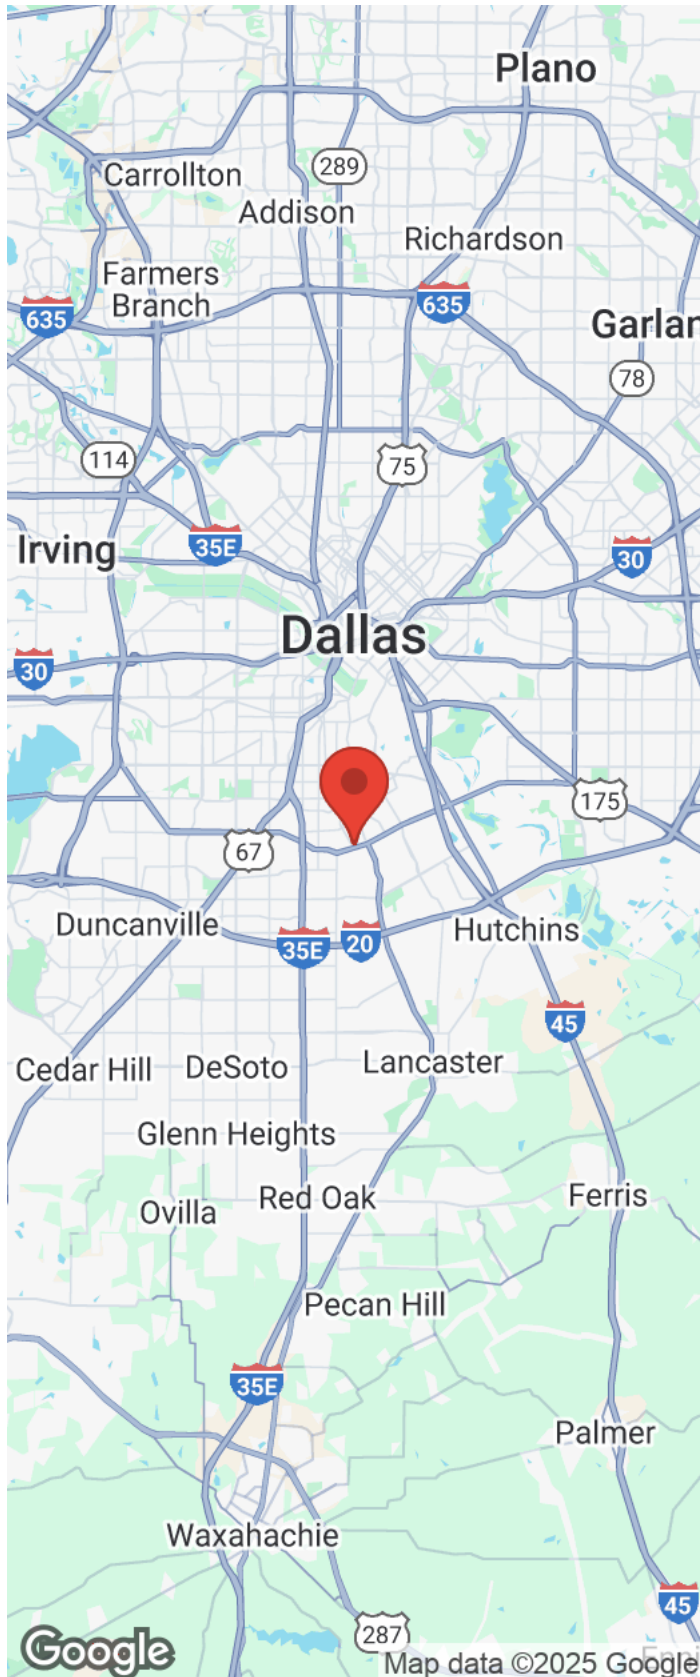 Plano
Carrollton
289
Addison
Richardson
Farmers
Branch
635
635
Garlan
78
114
75
Irving
35E
30
Dallas
30
175
67
Duncanville
35E
20
Hutchins
45
Cedar Hill
DeSoto
Lancaster
Glenn Heights
Ovilla
Red Oak
Ferris
Pecan Hill
35E
Palmer
Waxahachie
45
287
Google
Map data ©2025 Google